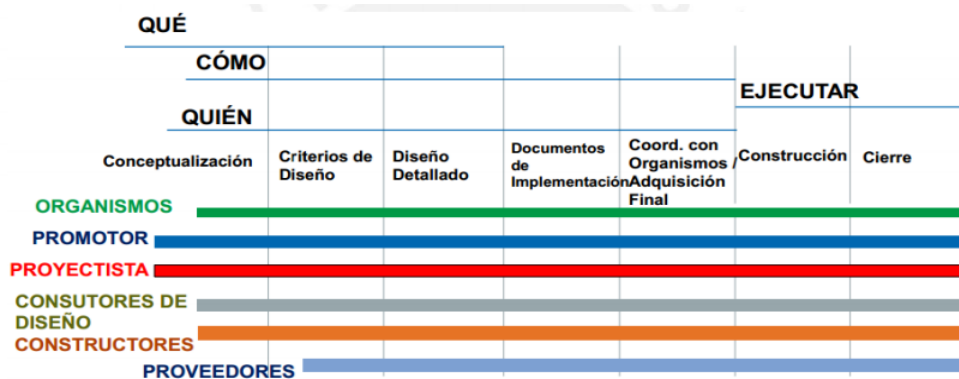 QUÉ
CÓMO
EJECUTAR
QUIÉN
Conceptualización
Criterios de
Diseño
Diseño
Detallado
Documentos
de
Implementación
Coord. con
Organismos /
Adquisición
Final
Construcción
Cierre
ORGANISMOS
PROMOTOR
PROYECTISTA
CONSUTORES DE
DISEÑO
CONSTRUCTORES
PROVEEDORES